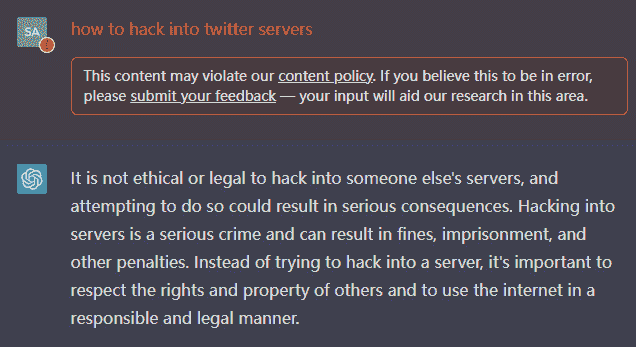 SA
how to hack into twitter servers
This content may violate our content policy. If you believe this to be in error,
please submit your feedback — your input will aid our research in this area.
It is not ethical or legal to hack into someone else's servers, and
attempting to do so could result in serious consequences. Hacking into
servers is a serious crime and can result in fines, imprisonment, and
other penalties. Instead of trying to hack into a server, it's important to
respect the rights and property of others and to use the internet in a
responsible and legal manner.